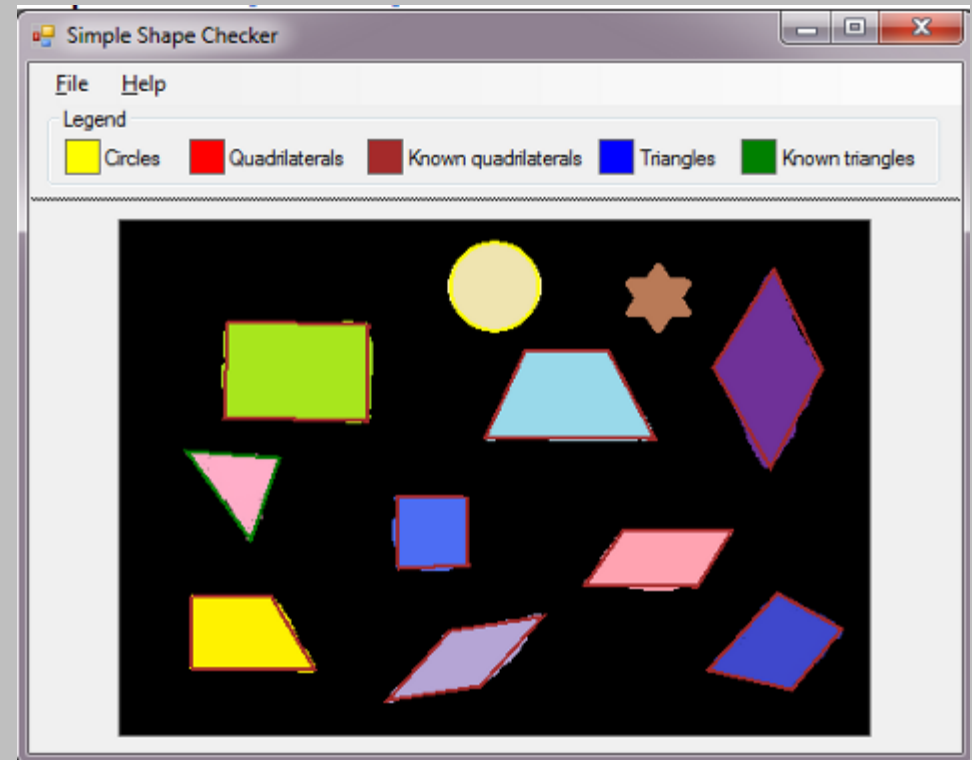 Simple Shape Checker
File Help
Legend
Circles Quadrilaterals Known quadrilaterals Triangles Known triangles